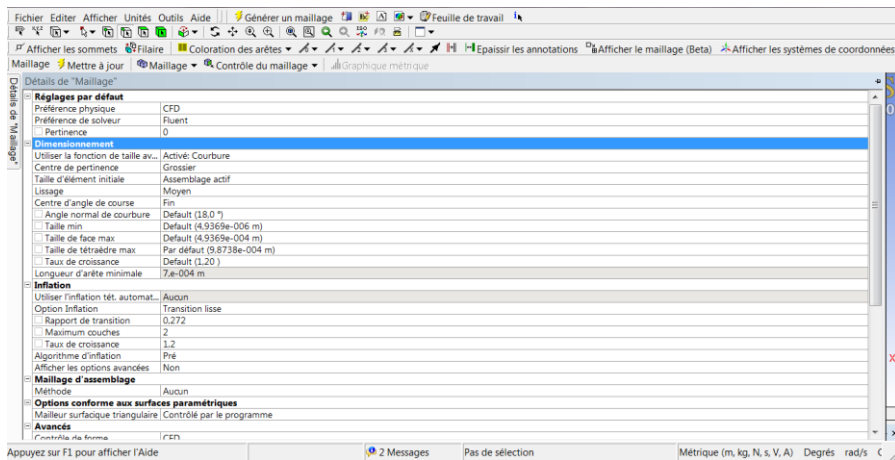 Fichier Editer Afficher Unités Outils Aide Générer un maillage A Feuille de travail
Afficher les sommets Filaire Coloration des arêtes Epaissir les annotations Afficher le maillage (Beta) Afficher les systèmes de coordonnées
Maillage Mettre à jour Maillage Contrôle du maillage Graphique métrique
Détails de "Maillage"
Détails de "Maillage"
Réglages par défaut
Préférence physique CFD
Préférence de solveur Fluent
Pertinence 0
Dimensionnement
Utiliser la fonction de taille av... Activé: Courbure
Centre de pertinence Grossier
Taille d'élément initiale Assemblage actif
Lissage Moyen
Centre d'angle de course Fin
Angle normal de courbure Default (18,0 °)
Taille min Default (4,9369e-006 m)
Taille de face max Default (4,9369e-004 m)
Taille de tétraèdre max Par défaut (9,8738e-004 m)
Taux de croissance Default (1,20 )
Longueur d'arête minimale 7,e-004 m
Inflation
Utiliser l'inflation tét. automat... Aucun
Option Inflation Transition lisse
Rapport de transition 0,272
Maximum couches 2
Taux de croissance 1,2
Algorithme d'inflation Pré
Afficher les options avancées Non
Maillage d'assemblage
Méthode Aucun
Options conforme aux surfaces paramétriques
Mailleur surfacique triangulaire Contrôlé par le programme
Avancés
Contrôle de forme CFD
Appuyez sur F1 pour afficher l'Aide 2 Messages Pas de sélection Métrique (m, kg, N, s, V, A) Degrés rad/s
X